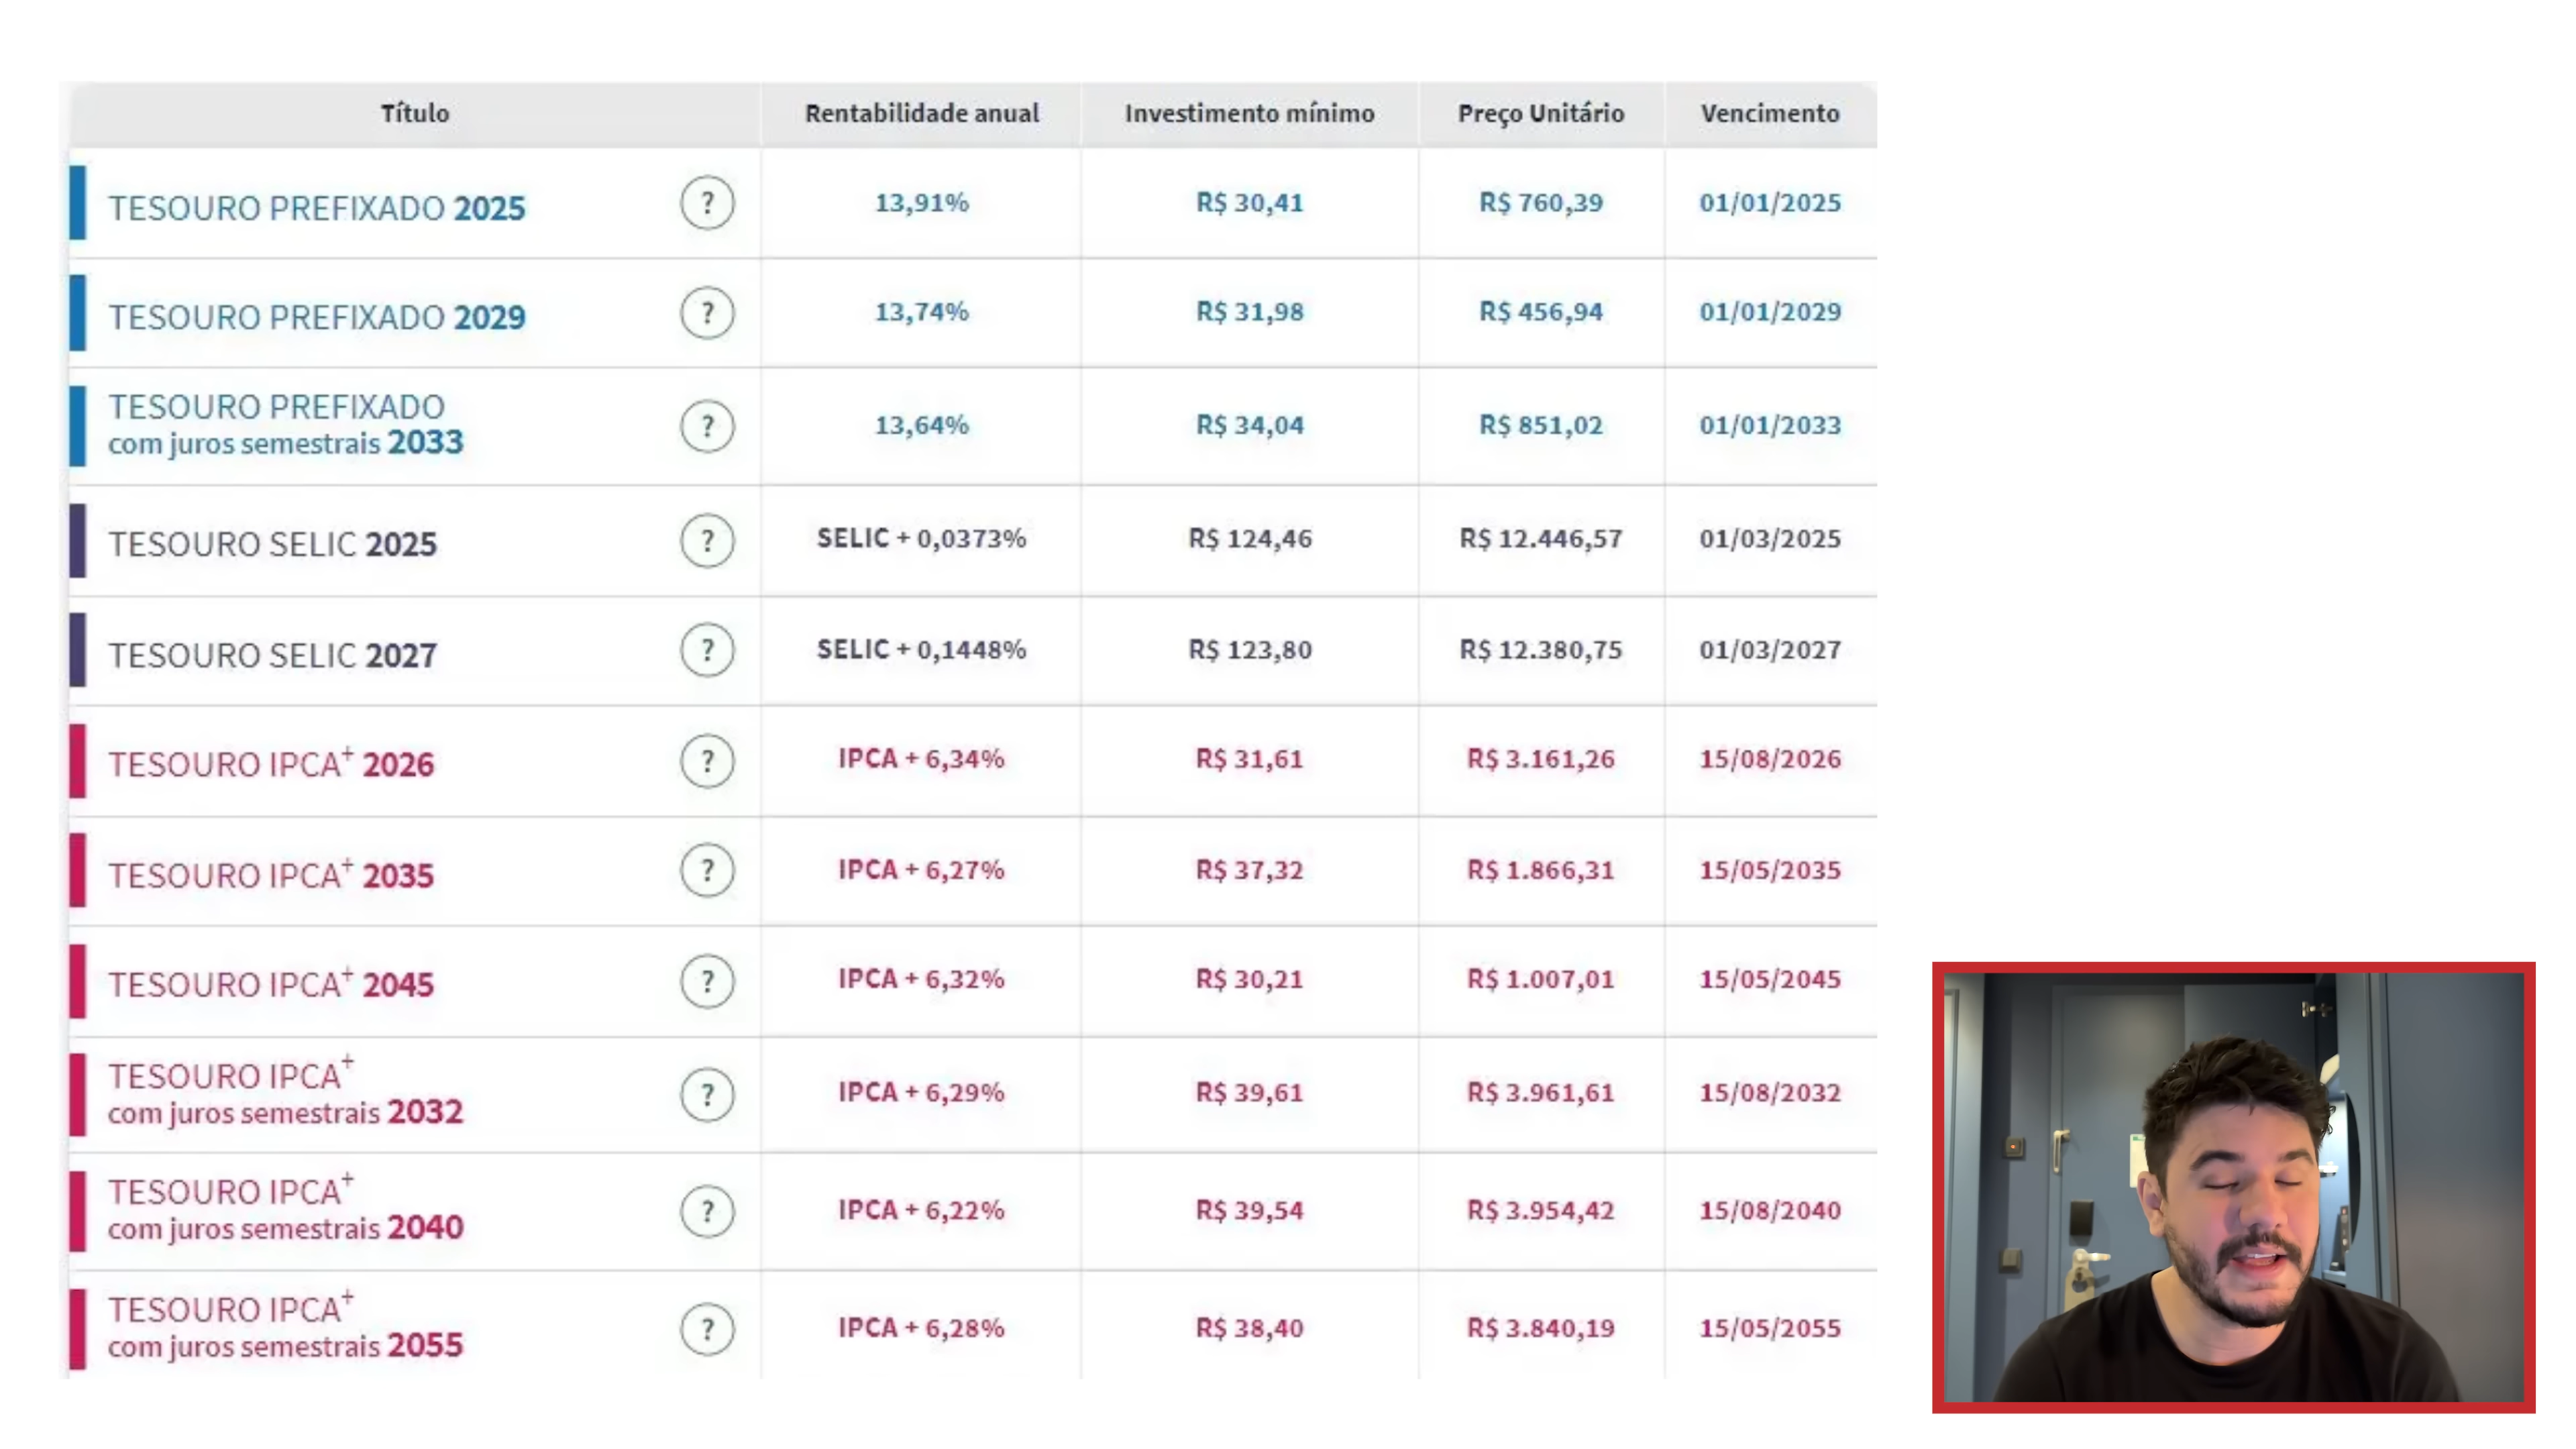 Título Rentabilidade anual Investimento mínimo Preço Unitário Vencimento
TESOURO PREFIXADO 2025 ? 13,91% R$ 30,41 R$ 760,39 01/01/2025
TESOURO PREFIXADO 2029 ? 13,74% R$ 31,98 R$ 456,94 01/01/2029
TESOURO PREFIXADO
com juros semestrais 2033 ? 13,64% R$ 34,04 R$ 851,02 01/01/2033
TESOURO SELIC 2025 ? SELIC + 0,0373% R$ 124,46 R$ 12.446,57 01/03/2025
TESOURO SELIC 2027 ? SELIC + 0,1448% R$ 123,80 R$ 12.380,75 01/03/2027
TESOURO IPCA+ 2026 ? IPCA + 6,34% R$ 31,61 R$ 3.161,26 15/08/2026
TESOURO IPCA+ 2035 ? IPCA + 6,27% R$ 37,32 R$ 1.866,31 15/05/2035
TESOURO IPCA+ 2045 ? IPCA + 6,32% R$ 30,21 R$ 1.007,01 15/05/2045
TESOURO IPCA+
com juros semestrais 2032 ? IPCA + 6,29% R$ 39,61 R$ 3.961,61 15/08/2032
TESOURO IPCA+
com juros semestrais 2040 ? IPCA + 6,22% R$ 39,54 R$ 3.954,42 15/08/2040
TESOURO IPCA+
com juros semestrais 2055 ? IPCA + 6,28% R$ 38,40 R$ 3.840,19 15/05/2055